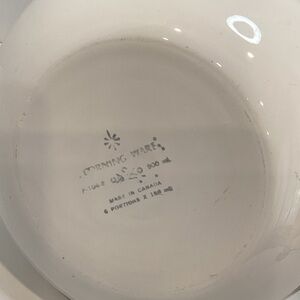 CORNING WARE
900 mL
MADE IN CANADA
6 PORTIONS X 150 mL